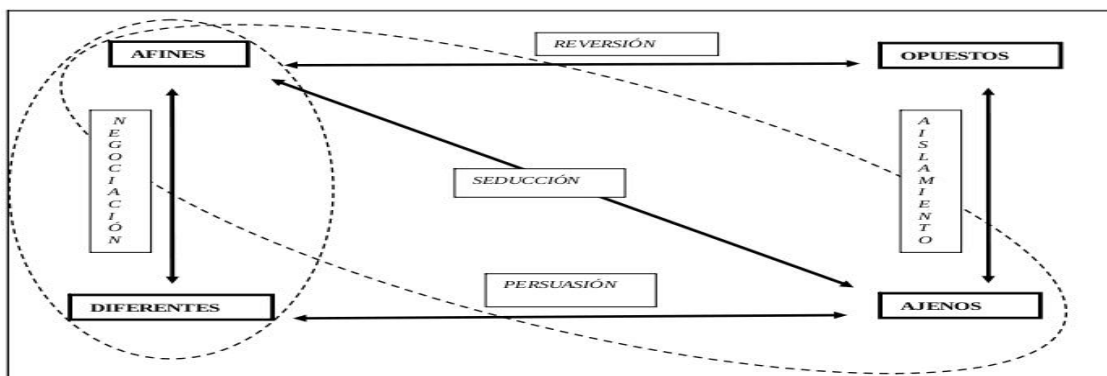 REVERSIÓN
AFINES
OPUESTOS
NEGOCIACIÓN
AISLAMIENTO
SEDUCCIÓN
PERSUASIÓN
DIFERENTES
AJENOS